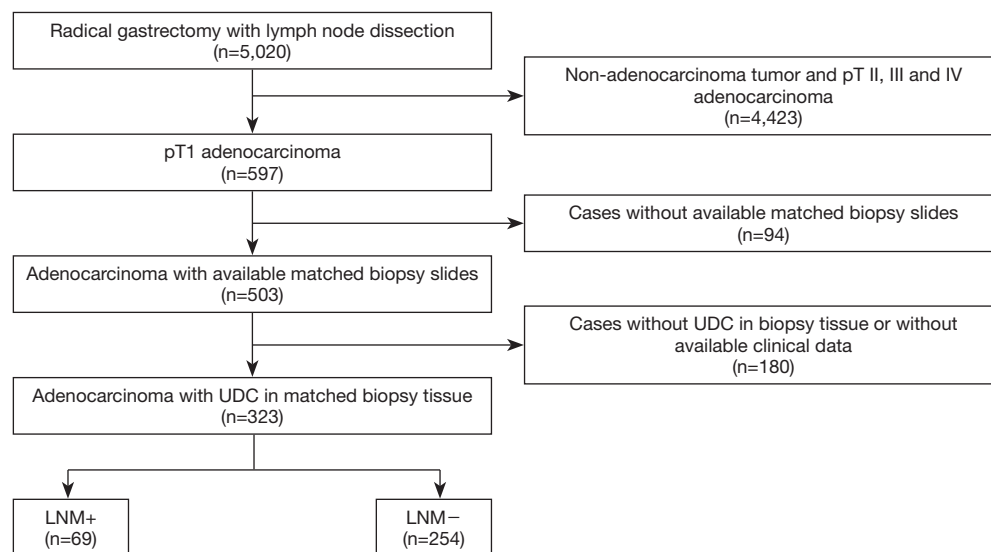 Radical gastrectomy with lymph node dissection
(n=5,020)
Non-adenocarcinoma tumor and pT II, III and IV
adenocarcinoma
(n=4,423)
pT1 adenocarcinoma
(n=597)
Cases without available matched biopsy slides
(n=94)
Adenocarcinoma with available matched biopsy slides
(n=503)
Cases without UDC in biopsy tissue or without
available clinical data
(n=180)
Adenocarcinoma with UDC in matched biopsy tissue
(n=323)
LNM+
(n=69)
LNM−
(n=254)